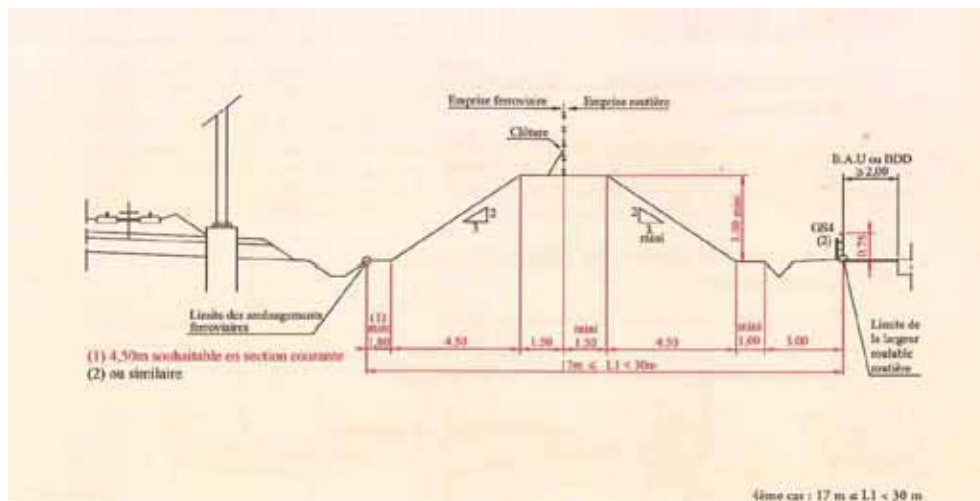 Emprise ferroviaire
Emprise routière
Clôture
B.A.U ou BDD
≥ 2,00
2
3
2
3
mini
3.00 mini
GS4
(2)
0.75
Limite des aménagements
ferroviaires
Limite de
la largeur
roulable
routière
(1)
mini
1,80
4,50
1,50
mini
1,50
4,50
mini
1,00
3,00
(1) 4,50m souhaitable en section courante
(2) ou similaire
17m ≤ L1 < 30m
4ème cas : 17 m ≤ L1 < 30 m